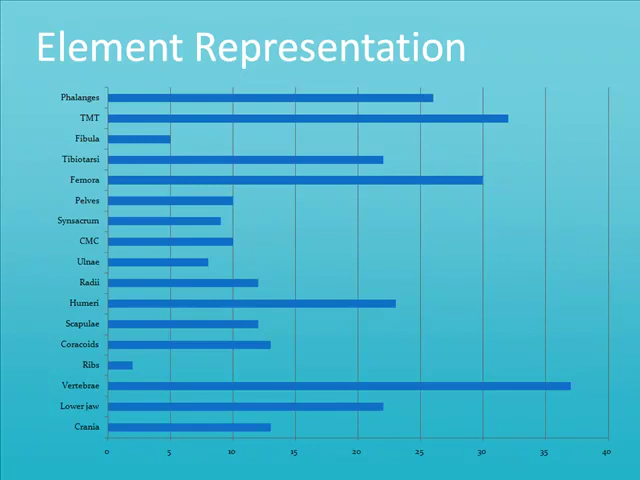 Element Representation
Phalanges
TMT
Fibula
Tibiotarsi
Femora
Pelves
Synsacrum
CMC
Ulnae
Radii
Humeri
Scapulae
Coracoids
Ribs
Vertebrae
Lower jaw
Crania
0 5 10 15 20 25 30 35 40